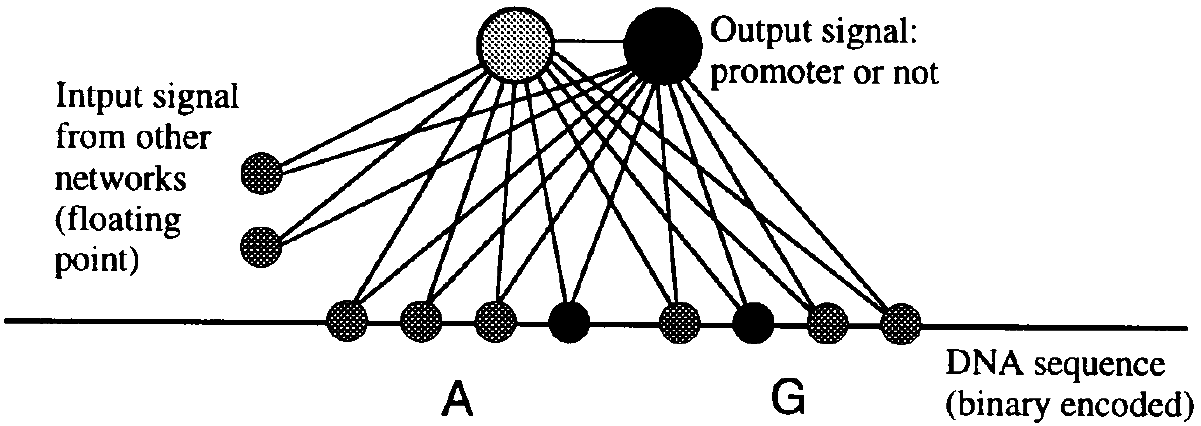 Output signal:
promoter or not
Intput signal
from other
networks
(floating
point)
A
G
DNA sequence
(binary encoded)